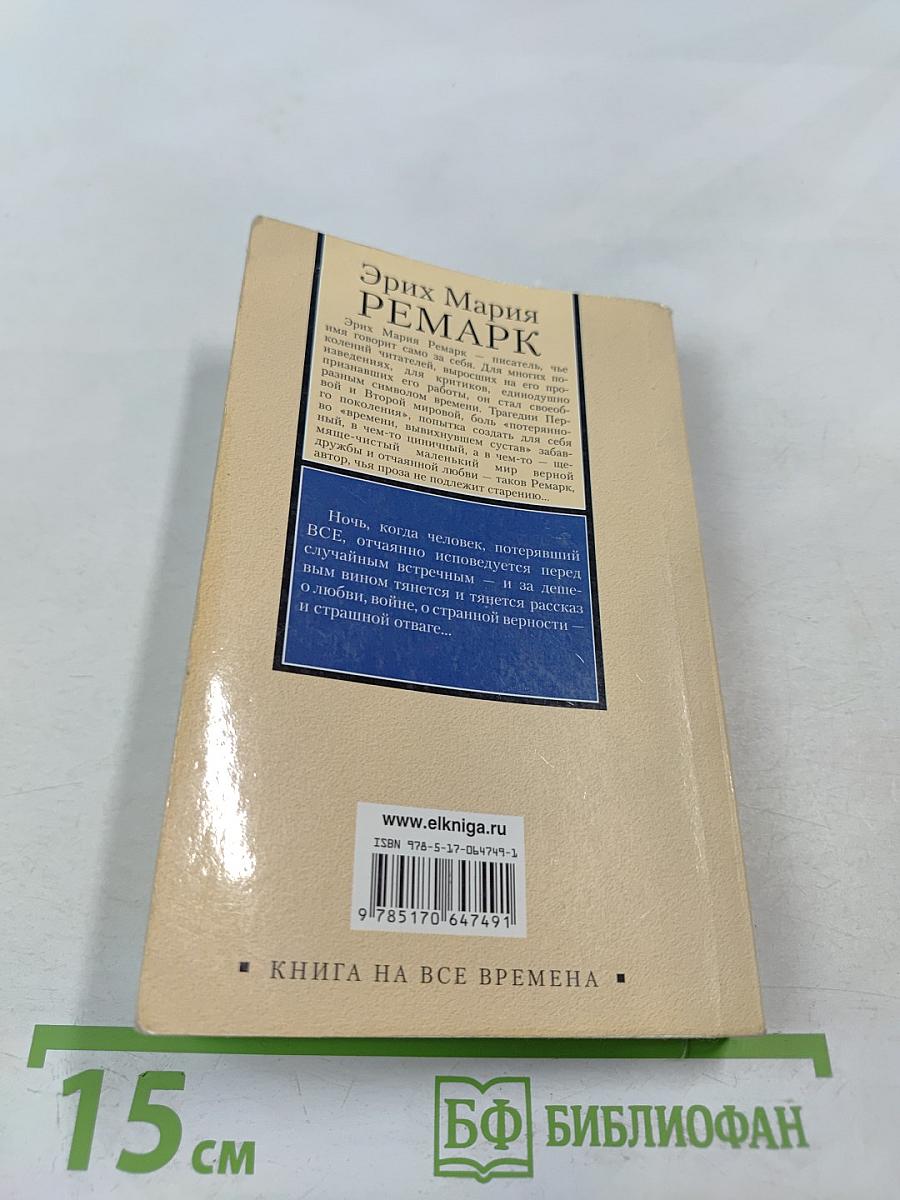 Эрих Мария
РЕМАРК
Эрих Мария Ремарк — писатель, чье
имя говорит само за себя. Для многих по-
колений читателей, выросших на его про-
изведениях, для критиков, единодушно
признавших его работы, он стал своеоб-
разным символом времени. Трагедии Пер-
вой и Второй мировой, боль «потерянно-
го поколения», попытка создать для себя
во «времени, вывихнувшем сустав» забав-
ный, в чем-то циничный, а в чем-то — ще-
мяще-чистый маленький мир верной
дружбы и отчаянной любви — таков Ремарк,
автор, чья проза не подлежит старению...
Ночь, когда человек, потерявший
ВСЕ, отчаянно исповедуется перед
случайным встречным — и за деше-
вым вином тянется и тянется рассказ
о любви, войне, о странной верности —
и страшной отваге...
www.elkniga.ru
ISBN 978-5-17-064749-1
9 785170 647491
▪ КНИГА НА ВСЕ ВРЕМЕНА ▪
15 см
БФ БИБЛИОФАН